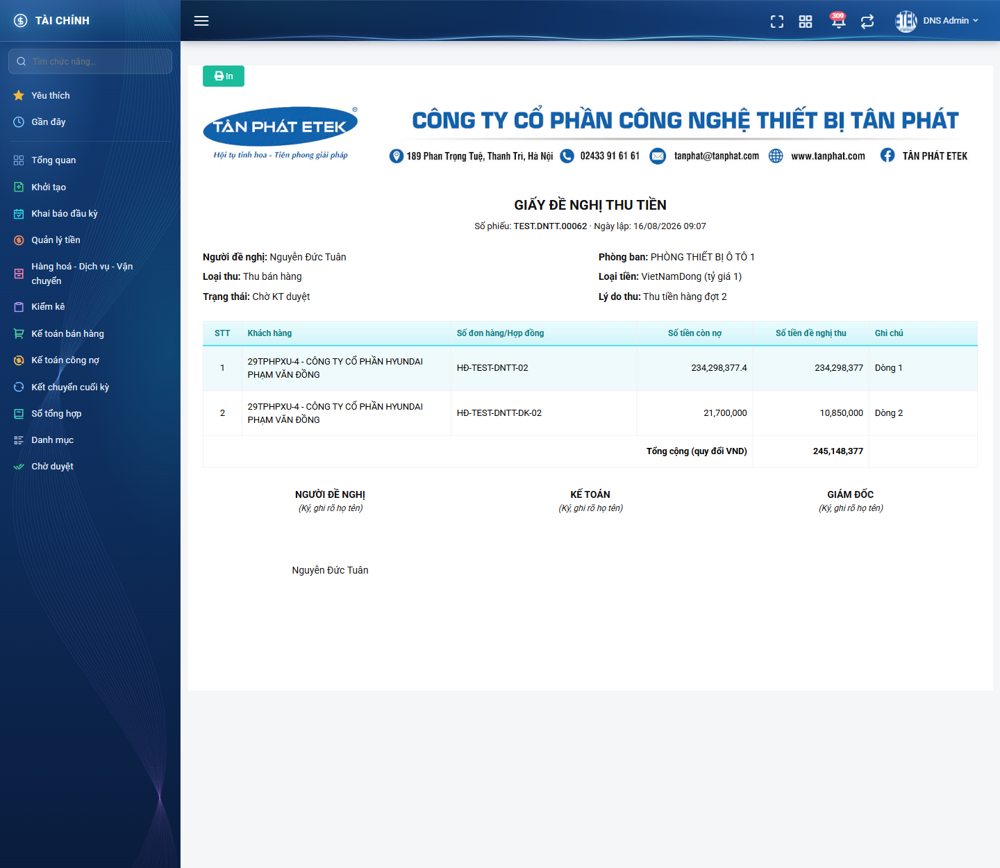 TÀI CHÍNH
309
DNS Admin
Tìm chức năng...
Yêu thích
Gần đây
Tổng quan
Khởi tạo
Khai báo đầu kỳ
Quản lý tiền
Hàng hoá - Dịch vụ - Vận
chuyển
Kiểm kê
Kế toán bán hàng
Kế toán công nợ
Kết chuyển cuối kỳ
Sổ tổng hợp
Danh mục
Chờ duyệt
In
TÂN PHÁT ETEK ®
Hội tụ tinh hoa - Tiên phong giải pháp
CÔNG TY CỔ PHẦN CÔNG NGHỆ THIẾT BỊ TÂN PHÁT
189 Phan Trọng Tuệ, Thanh Trì, Hà Nội 02433 91 61 61 tanphat@tanphat.com www.tanphat.com TÂN PHÁT ETEK
GIẤY ĐỀ NGHỊ THU TIỀN
Số phiếu: TEST.DNTT.00062 · Ngày lập: 16/08/2026 09:07
Người đề nghị: Nguyễn Đức Tuân
Phòng ban: PHÒNG THIẾT BỊ Ô TÔ 1
Loại thu: Thu bán hàng
Loại tiền: VietNamDong (tỷ giá 1)
Trạng thái: Chờ KT duyệt
Lý do thu: Thu tiền hàng đợt 2
STT Khách hàng Số đơn hàng/Hợp đồng Số tiền còn nợ Số tiền đề nghị thu Ghi chú
1 29TPHPXU-4 - CÔNG TY CỔ PHẦN HYUNDAI PHẠM VĂN ĐỒNG HĐ-TEST-DNTT-02 234,298,377.4 234,298,377 Dòng 1
2 29TPHPXU-4 - CÔNG TY CỔ PHẦN HYUNDAI PHẠM VĂN ĐỒNG HĐ-TEST-DNTT-DK-02 21,700,000 10,850,000 Dòng 2
Tổng cộng (quy đổi VND) 245,148,377
NGƯỜI ĐỀ NGHỊ KẾ TOÁN GIÁM ĐỐC
(Ký, ghi rõ họ tên) (Ký, ghi rõ họ tên) (Ký, ghi rõ họ tên)
Nguyễn Đức Tuân